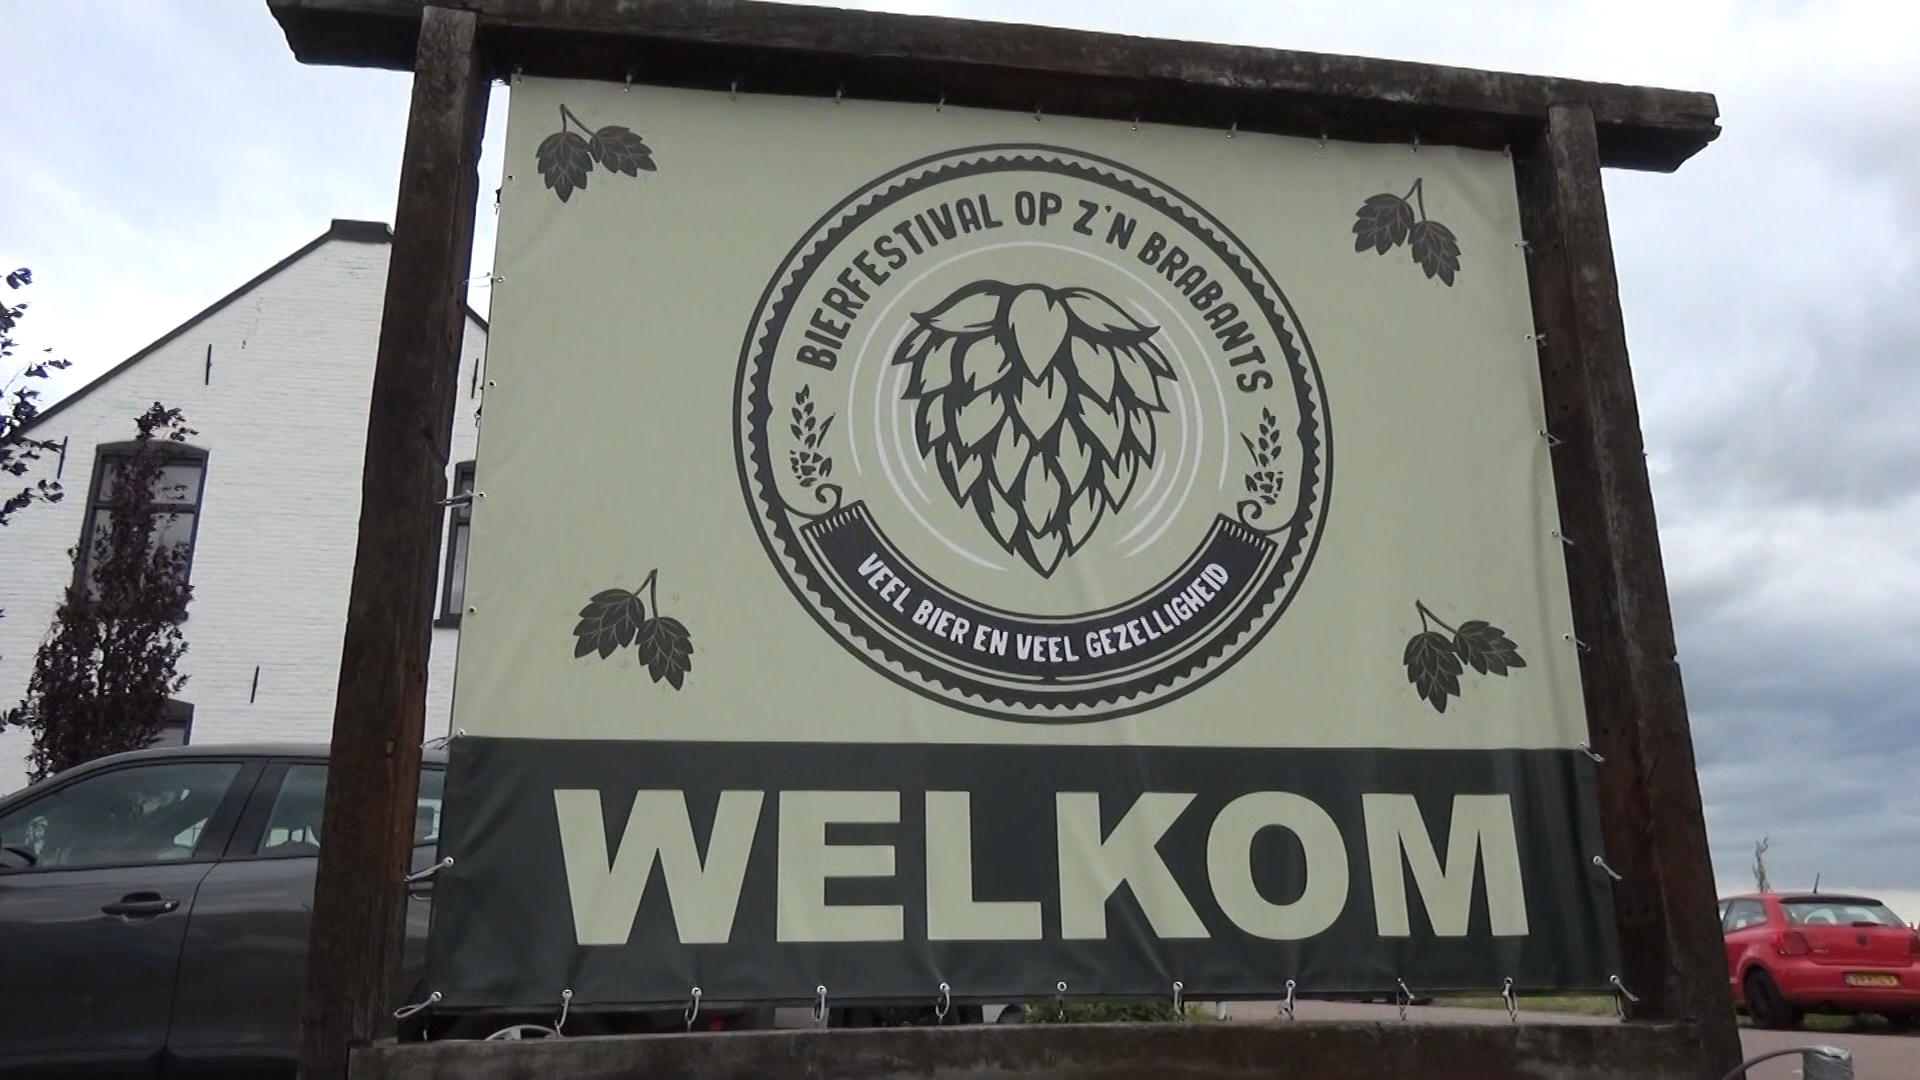 BIERFESTIVAL OP Z'N BRABANTS
VEEL BIER EN VEEL GEZELLIGHEID
WELKOM